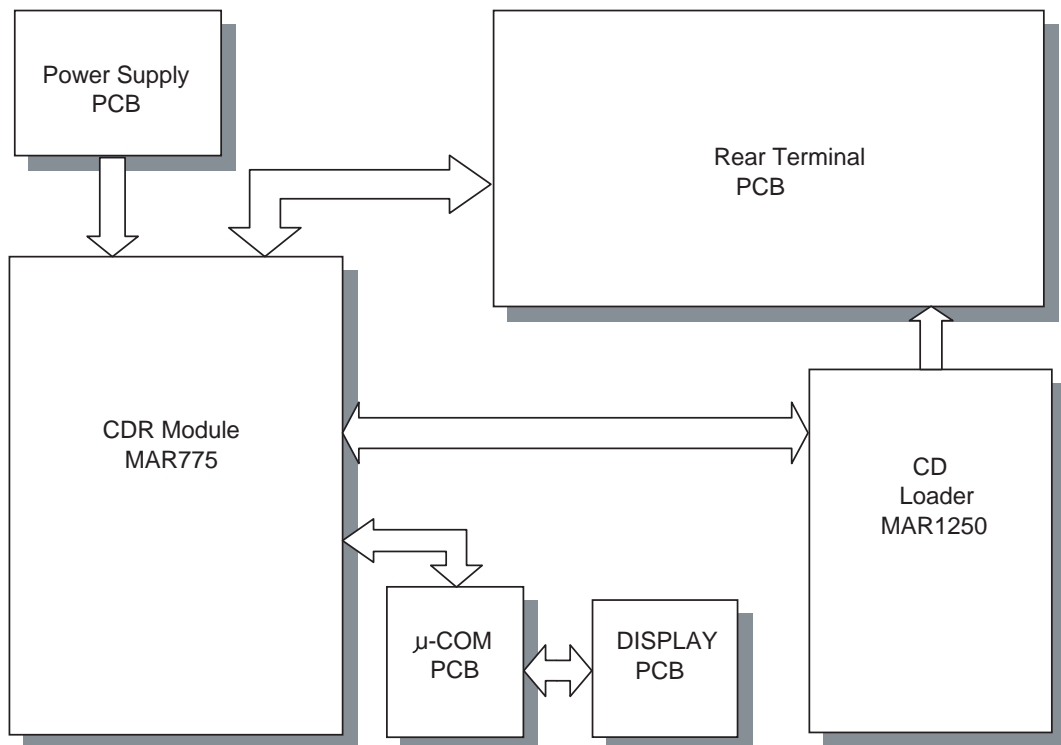 Power Supply
PCB
Rear Terminal
PCB
CDR Module
MAR775
CD
Loader
MAR1250
μ-COM
PCB
DISPLAY
PCB